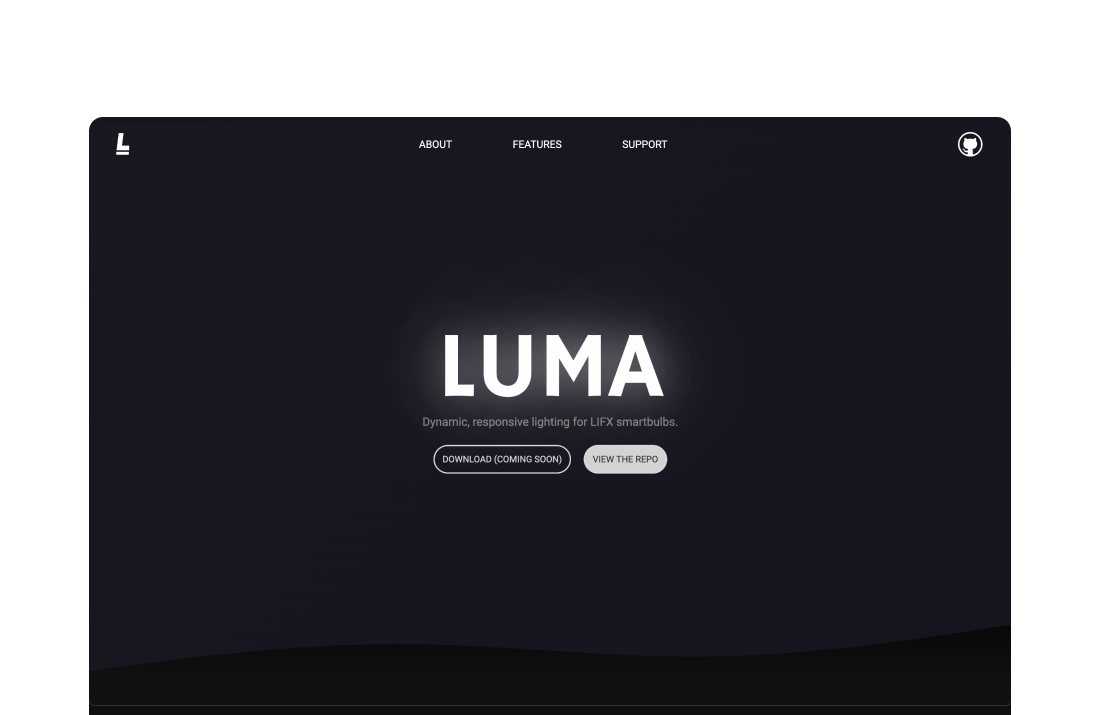 L
ABOUT FEATURES SUPPORT
LUMA
Dynamic, responsive lighting for LIFX smartbulbs.
DOWNLOAD (COMING SOON) VIEW THE REPO